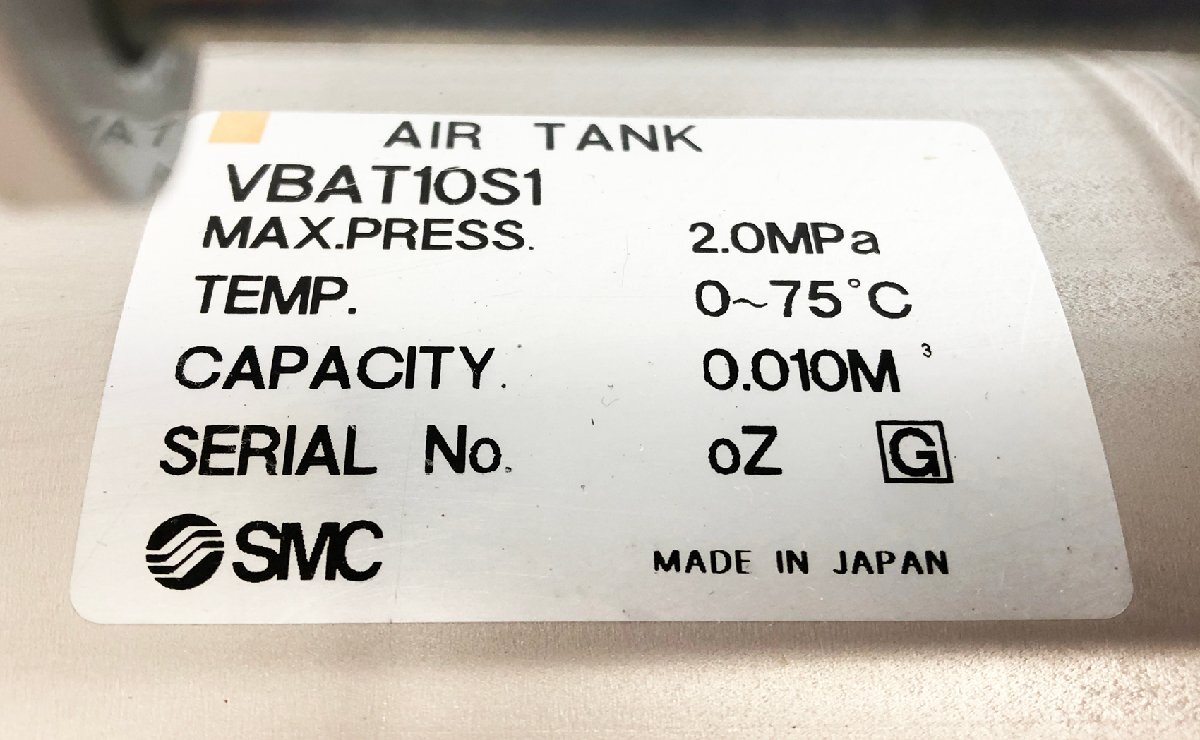 AIR TANK
VBAT10S1
MAX.PRESS. 2.0MPa
TEMP. 0~75°C
CAPACITY. 0.010M³
SERIAL No. oZ G
SMC MADE IN JAPAN